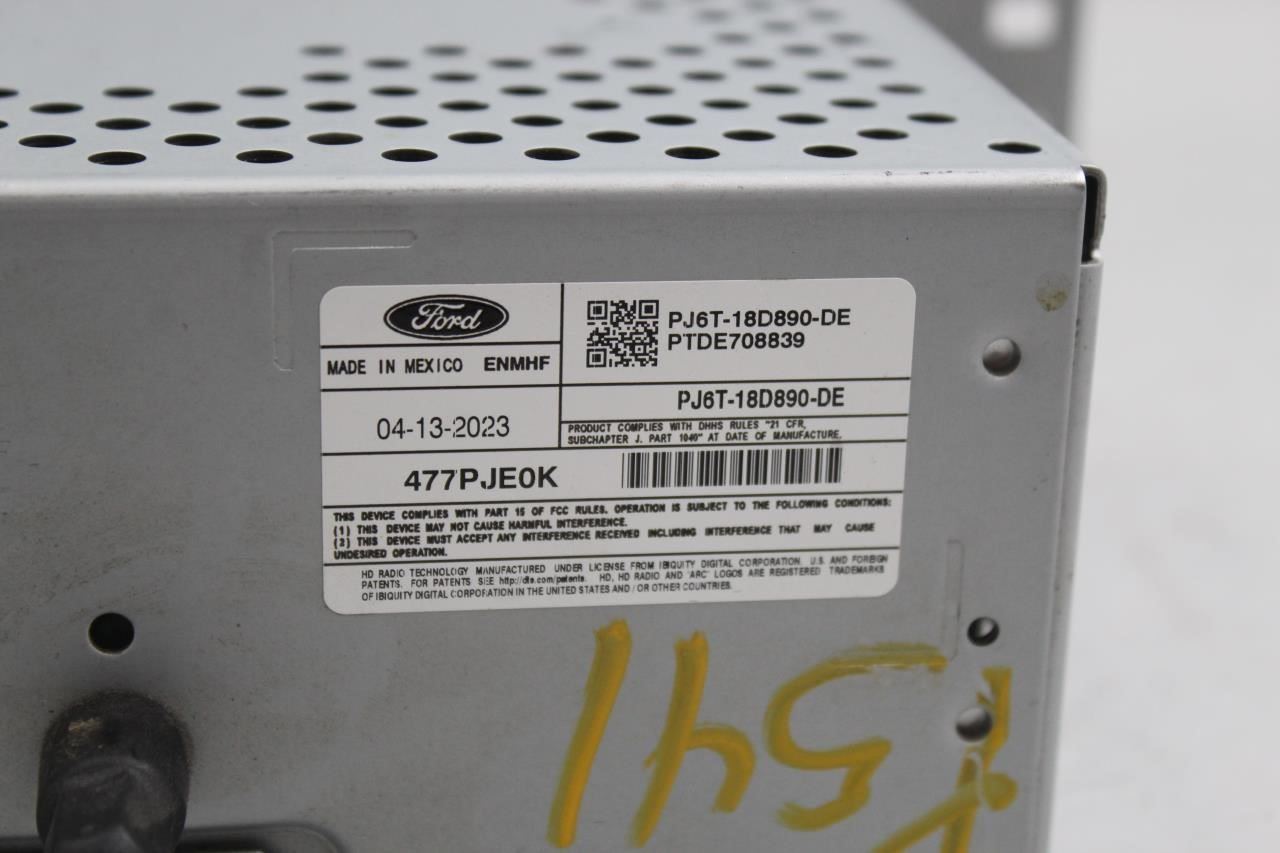 Ford
MADE IN MEXICO ENMHF
04-13-2023
PJ6T-18D890-DE
PTDE708839
PJ6T-18D890-DE
PRODUCT COMPLIES WITH DHHS RULES "21 CFR,
SUBCHAPTER J. PART 1040" AT DATE OF MANUFACTURE.
477PJE0K
THIS DEVICE COMPLIES WITH PART 15 OF FCC RULES. OPERATION IS SUBJECT TO THE FOLLOWING CONDITIONS:
(1) THIS DEVICE MAY NOT CAUSE HARMFUL INTERFERENCE.
(2) THIS DEVICE MUST ACCEPT ANY INTERFERENCE RECEIVED INCLUDING INTERFERENCE THAT MAY CAUSE
UNDESIRED OPERATION.
HD RADIO TECHNOLOGY MANUFACTURED UNDER LICENSE FROM IBIQUITY DIGITAL CORPORATION. U.S. AND FOREIGN
PATENTS. FOR PATENTS SEE http://dts.com/patents. HD, HD RADIO AND "ARC" LOGOS ARE REGISTERED TRADEMARKS
OF IBIQUITY DIGITAL CORPORATION IN THE UNITED STATES AND / OR OTHER COUNTRIES.